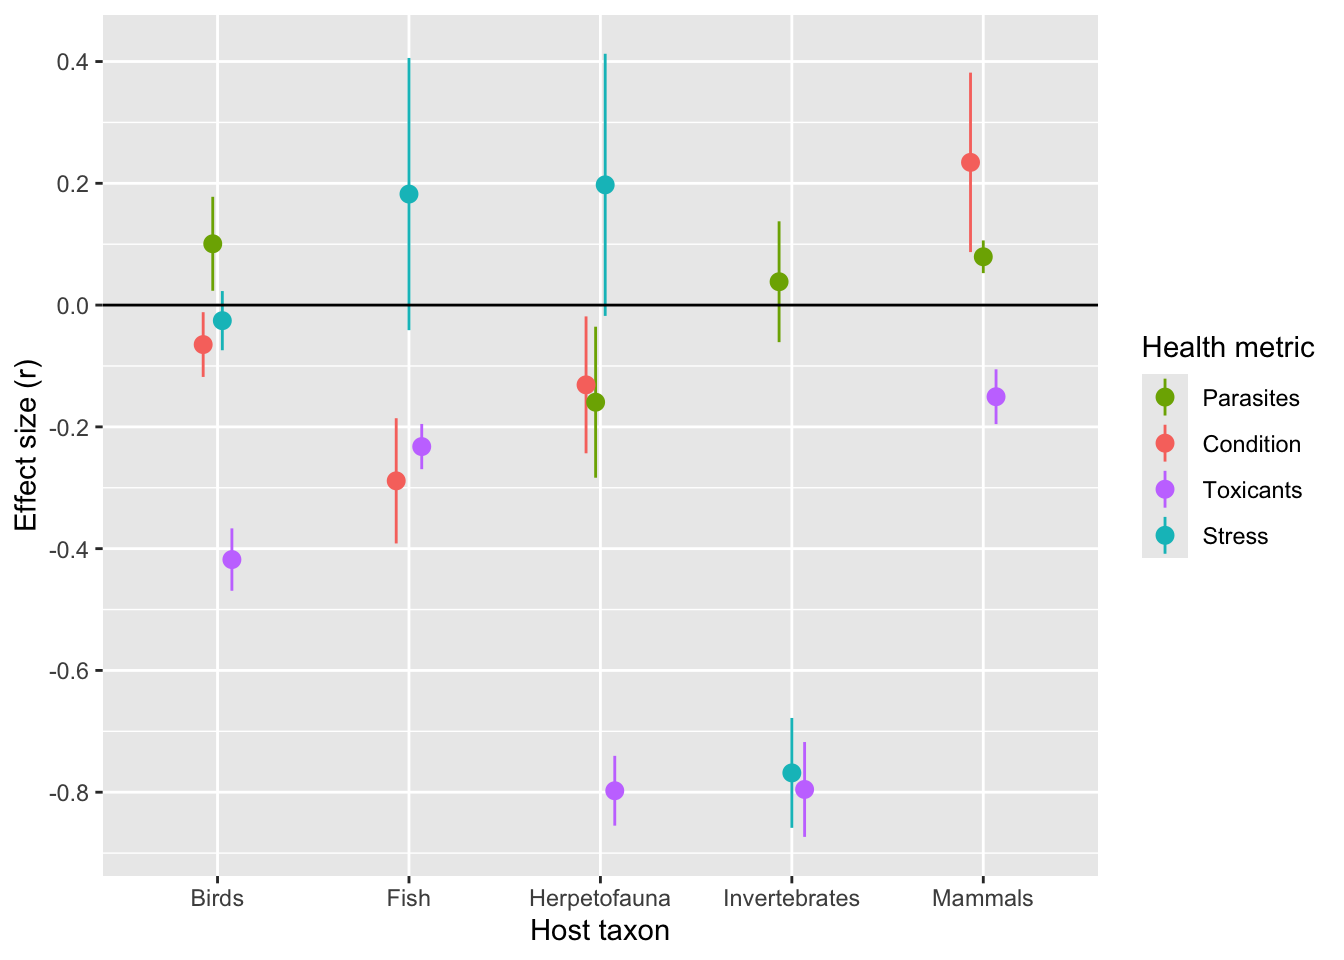 0.4
0.2
0.0
-0.2
-0.4
-0.6
-0.8
Effect size (r)
Birds
Fish
Herpetofauna
Invertebrates
Mammals
Host taxon
Health metric
Parasites
Condition
Toxicants
Stress